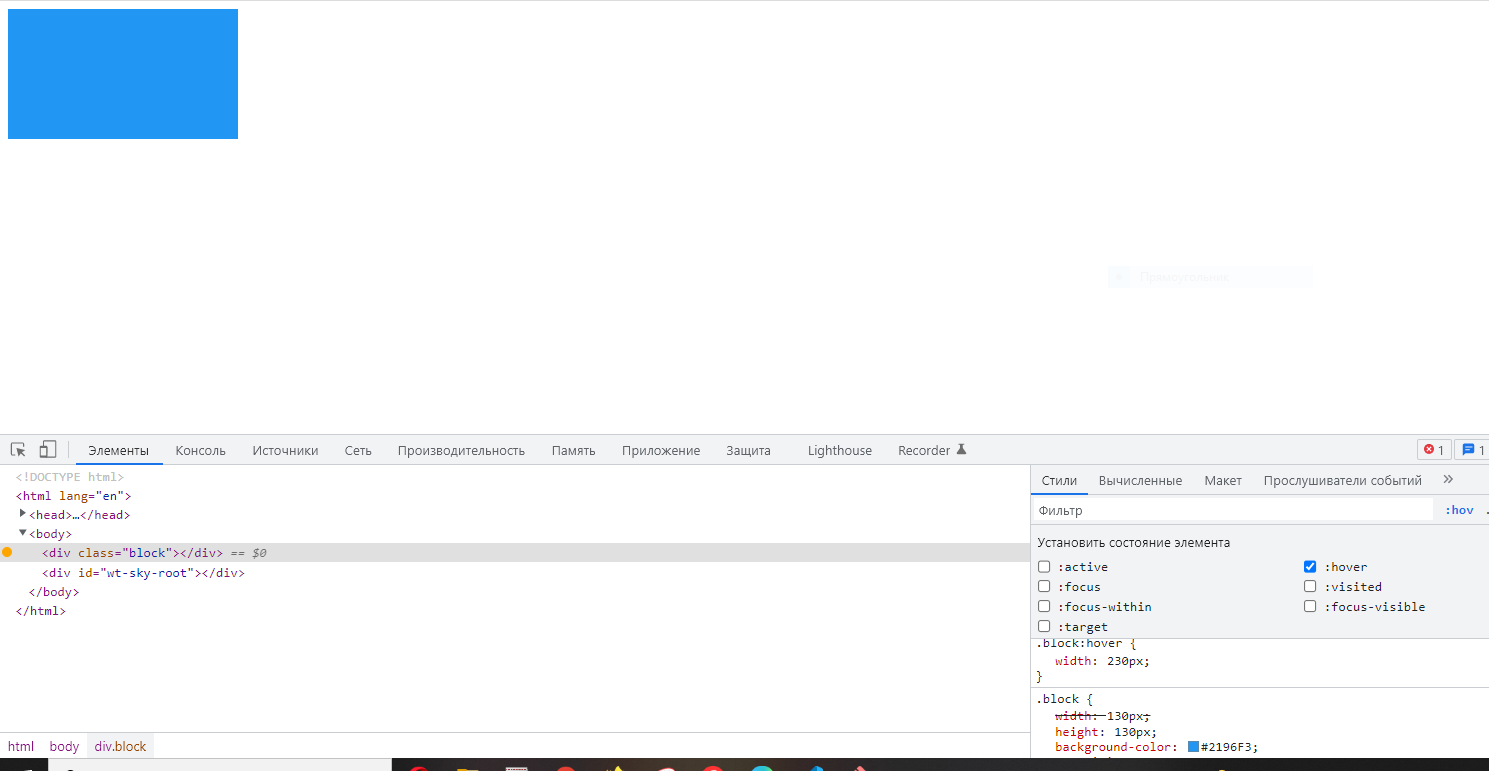 Элементы Консоль Источники Сеть Производительность Память Приложение Защита Lighthouse Recorder 1 1
<!DOCTYPE html>
<html lang="en">
<head>…</head>
<body>
<div class="block"></div> == $0
<div id="wt-sky-root"></div>
</body>
</html>
html body div.block
Стили Вычисленные Макет Прослушиватели событий »
Фильтр :hov .
Установить состояние элемента
:active :hover
:focus :visited
:focus-within :focus-visible
:target
.block:hover {
width: 230px;
}
.block {
width: 130px;
height: 130px;
background-color: #2196F3;